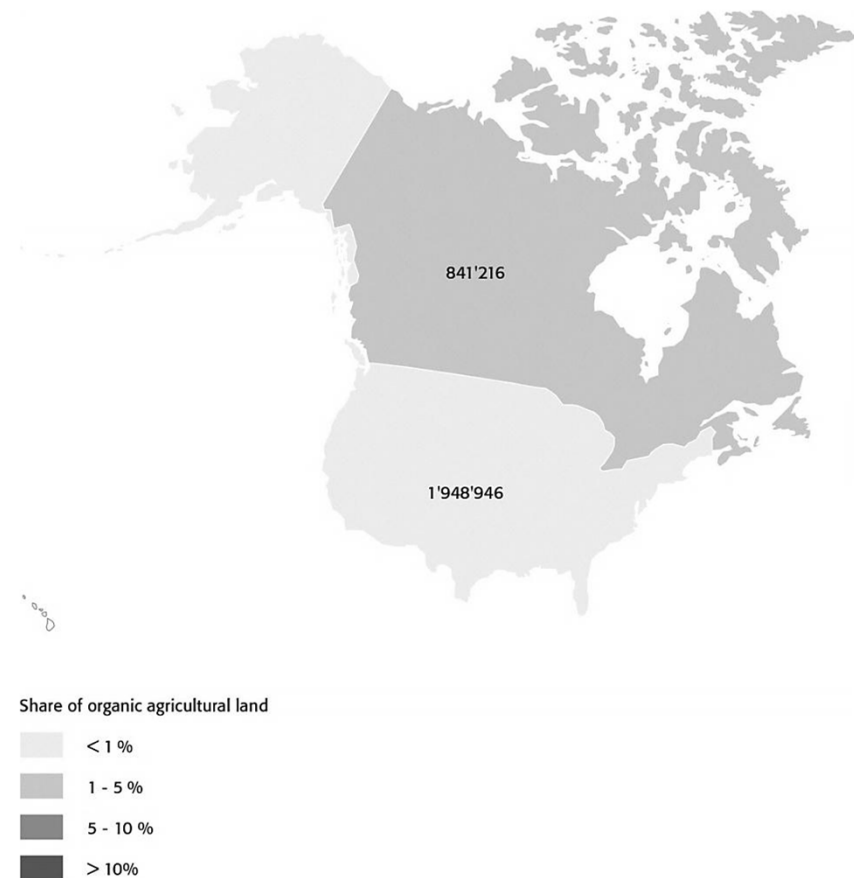 841'216
1'948'946
Share of organic agricultural land
< 1 %
1 - 5 %
5 - 10 %
> 10%